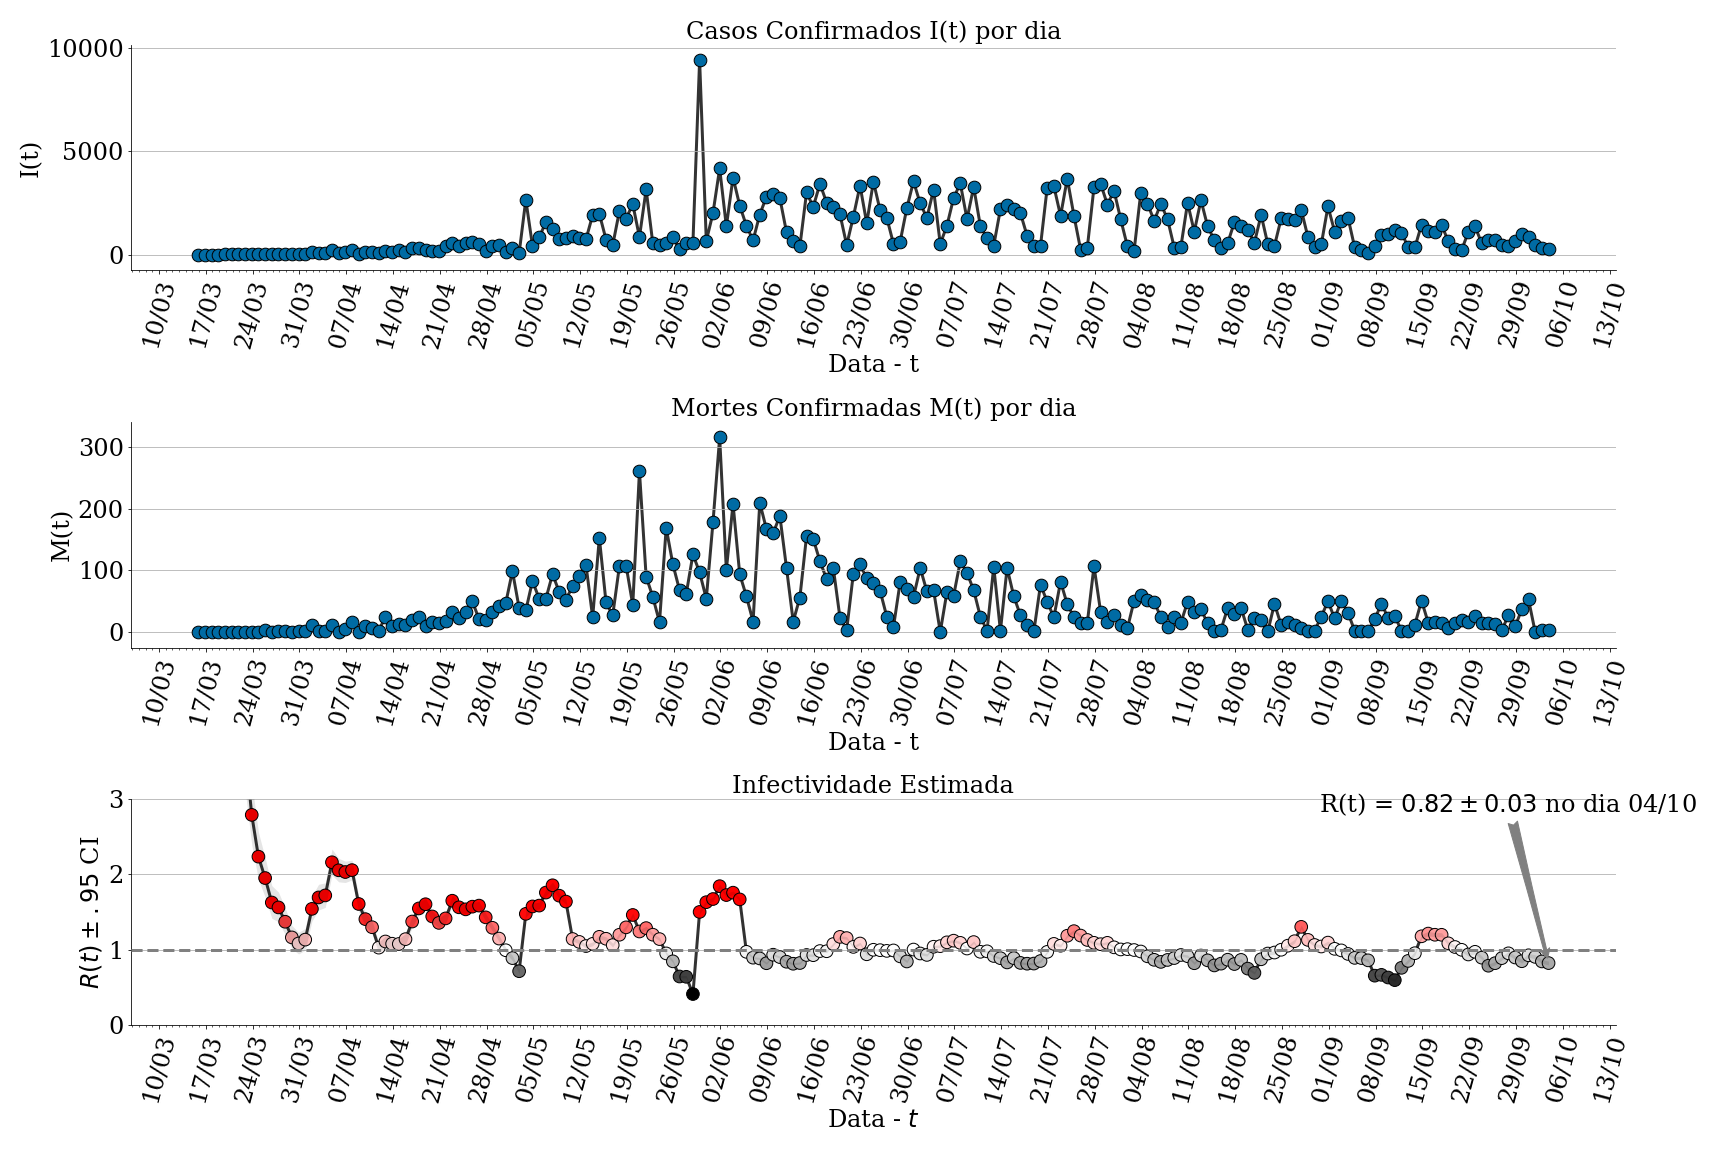 Casos Confirmados I(t) por dia
I(t)
10000
5000
0
10/03 17/03 24/03 31/03 07/04 14/04 21/04 28/04 05/05 12/05 19/05 26/05 02/06 09/06 16/06 23/06 30/06 07/07 14/07 21/07 28/07 04/08 11/08 18/08 25/08 01/09 08/09 15/09 22/09 29/09 06/10 13/10
Data - t
Mortes Confirmadas M(t) por dia
M(t)
300
200
100
0
10/03 17/03 24/03 31/03 07/04 14/04 21/04 28/04 05/05 12/05 19/05 26/05 02/06 09/06 16/06 23/06 30/06 07/07 14/07 21/07 28/07 04/08 11/08 18/08 25/08 01/09 08/09 15/09 22/09 29/09 06/10 13/10
Data - t
Infectividade Estimada
R(t) = 0.82 ± 0.03 no dia 04/10
R(t) ± .95 CI
3
2
1
0
10/03 17/03 24/03 31/03 07/04 14/04 21/04 28/04 05/05 12/05 19/05 26/05 02/06 09/06 16/06 23/06 30/06 07/07 14/07 21/07 28/07 04/08 11/08 18/08 25/08 01/09 08/09 15/09 22/09 29/09 06/10 13/10
Data - t